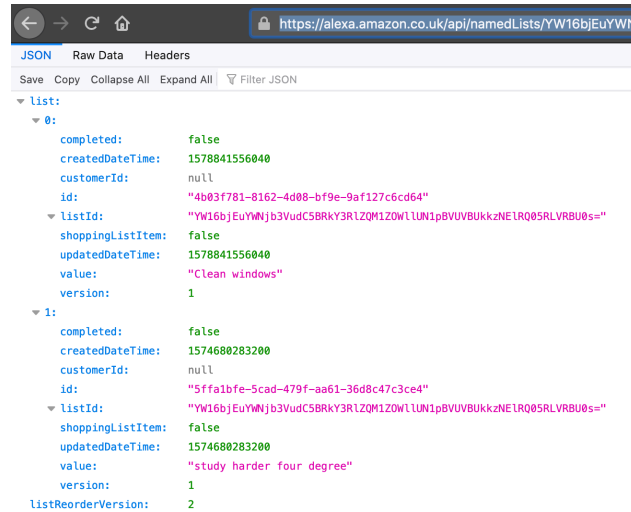 https://alexa.amazon.co.uk/api/namedLists/YW16bjEuYWN
JSON Raw Data Headers
Save Copy Collapse All Expand All Filter JSON
list:
0:
completed: false
createdDateTime: 1578841556040
customerId: null
id: "4b03f781-8162-4d08-bf9e-9af127c6cd64"
listId: "YW16bjEuYWNjb3VudC5BRkY3RlZQM1ZOWllUN1pBVUVBUkkzNElRQ05RLVRBU0s="
shoppingListItem: false
updatedDateTime: 1578841556040
value: "Clean windows"
version: 1
1:
completed: false
createdDateTime: 1574680283200
customerId: null
id: "5ffa1bfe-5cad-479f-aa61-36d8c47c3ce4"
listId: "YW16bjEuYWNjb3VudC5BRkY3RlZQM1ZOWllUN1pBVUVBUkkzNElRQ05RLVRBU0s="
shoppingListItem: false
updatedDateTime: 1574680283200
value: "study harder four degree"
version: 1
listReorderVersion: 2